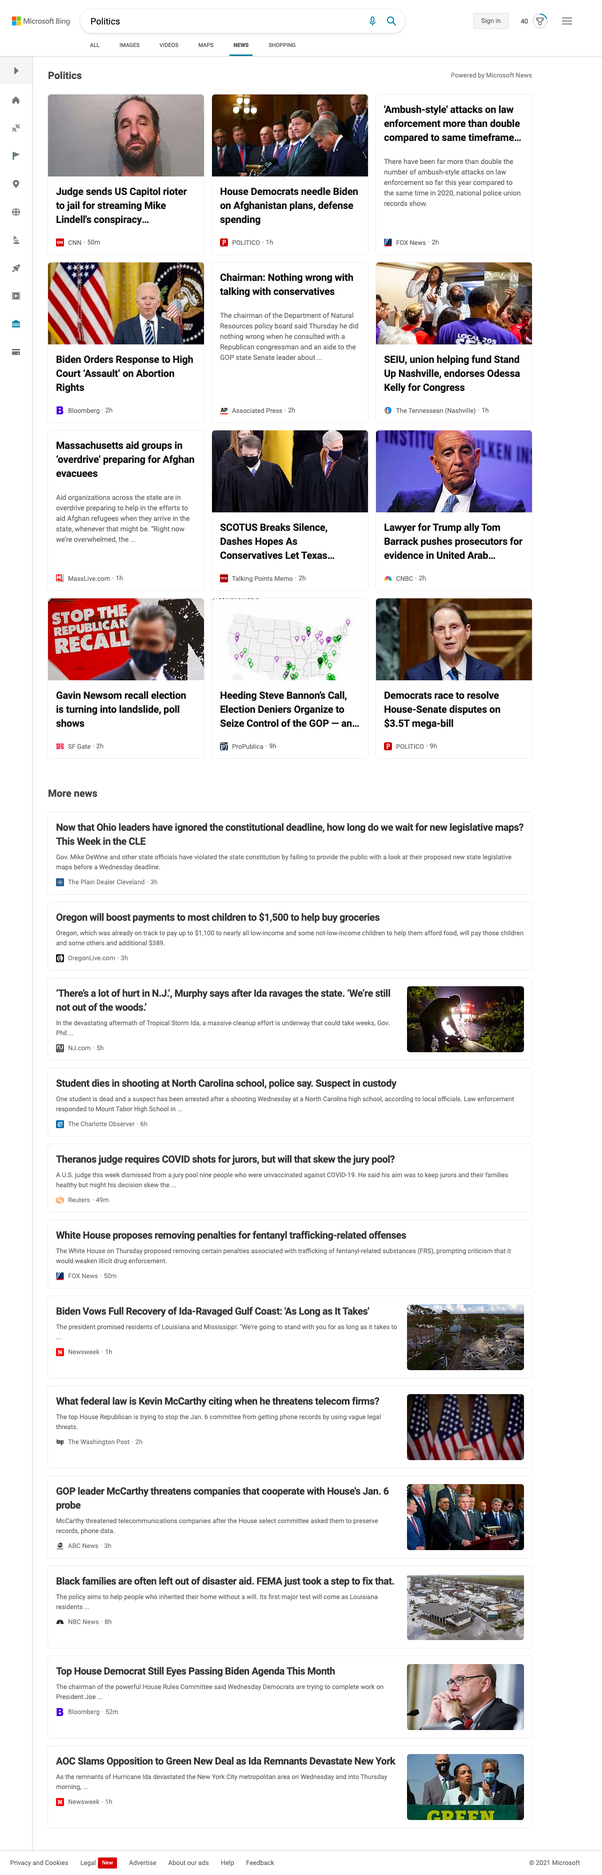 Microsoft Bing
Politics
Sign in
40
ALL IMAGES VIDEOS MAPS NEWS SHOPPING
Politics
Powered by Microsoft News
Judge sends US Capitol rioter
to jail for streaming Mike
Lindell's conspiracy...
CNN · 50m
House Democrats needle Biden
on Afghanistan plans, defense
spending
POLITICO · 1h
'Ambush-style' attacks on law
enforcement more than double
compared to same timeframe...
There have been far more than double the
number of ambush-style attacks on law
enforcement so far this year compared to
the same time in 2020, national police union
records show.
FOX News · 2h
Biden Orders Response to High
Court ‘Assault’ on Abortion
Rights
Bloomberg · 2h
Chairman: Nothing wrong with
talking with conservatives
The chairman of the Department of Natural
Resources policy board said Thursday he did
nothing wrong when he consulted with a
Republican congressman and an aide to the
GOP state Senate leader about ...
Associated Press · 2h
LOCAL 205
SEIU, union helping fund Stand
Up Nashville, endorses Odessa
Kelly for Congress
The Tennessean (Nashville) · 1h
Massachusetts aid groups in
‘overdrive’ preparing for Afghan
evacuees
Aid organizations across the state are in
overdrive preparing to help in the efforts to
aid Afghan refugees when they arrive in the
state, whenever that might be. “Right now
we're overwhelmed, the ...
MassLive.com · 1h
SCOTUS Breaks Silence,
Dashes Hopes As
Conservatives Let Texas...
Talking Points Memo · 2h
INSTITU LKEN INS
Lawyer for Trump ally Tom
Barrack pushes prosecutors for
evidence in United Arab...
CNBC · 2h
STOP THE
REPUBLICAN
RECALL
Gavin Newsom recall election
is turning into landslide, poll
shows
SF Gate · 2h
Heeding Steve Bannon’s Call,
Election Deniers Organize to
Seize Control of the GOP — an...
ProPublica · 9h
Democrats race to resolve
House-Senate disputes on
$3.5T mega-bill
POLITICO · 9h
More news
Now that Ohio leaders have ignored the constitutional deadline, how long do we wait for new legislative maps?
This Week in the CLE
Gov. Mike DeWine and other state officials have violated the state constitution by failing to provide the public with a look at their proposed new state legislative
maps before a Wednesday deadline.
The Plain Dealer Cleveland · 3h
Oregon will boost payments to most children to $1,500 to help buy groceries
Oregon, which was already on track to pay up to $1,100 to nearly all low-income and some not-low-income children to help them afford food, will pay those children
and some others and additional $389.
OregonLive.com · 3h
‘There’s a lot of hurt in N.J.’, Murphy says after Ida ravages the state. ‘We’re still
not out of the woods.’
In the devastating aftermath of Tropical Storm Ida, a massive cleanup effort is underway that could take weeks, Gov.
Phil ...
NJ.com · 5h
Student dies in shooting at North Carolina school, police say. Suspect in custody
One student is dead and a suspect has been arrested after a shooting Wednesday at a North Carolina high school, according to local officials. Law enforcement
responded to Mount Tabor High School in ...
The Charlotte Observer · 6h
Theranos judge requires COVID shots for jurors, but will that skew the jury pool?
A U.S. judge this week dismissed from a jury pool nine people who were unvaccinated against COVID-19. He said his aim was to keep jurors and their families
healthy but might his decision skew the ...
Reuters · 49m
White House proposes removing penalties for fentanyl trafficking-related offenses
The White House on Thursday proposed removing certain penalties associated with trafficking of fentanyl-related substances (FRS), prompting criticism that it
would weaken illicit drug enforcement.
FOX News · 50m
Biden Vows Full Recovery of Ida-Ravaged Gulf Coast: 'As Long as It Takes'
The president promised residents of Louisiana and Mississippi: "We're going to stand with you for as long as it takes to
...
Newsweek · 1h
What federal law is Kevin McCarthy citing when he threatens telecom firms?
The top House Republican is trying to stop the Jan. 6 committee from getting phone records by using vague legal
threats.
The Washington Post · 2h
GOP leader McCarthy threatens companies that cooperate with House's Jan. 6
probe
McCarthy threatened telecommunications companies after the House select committee asked them to preserve
records, phone data.
ABC News · 3h
Black families are often left out of disaster aid. FEMA just took a step to fix that.
The policy aims to help people who inherited their home without a will. Its first major test will come as Louisiana
residents ...
NBC News · 8h
Top House Democrat Still Eyes Passing Biden Agenda This Month
The chairman of the powerful House Rules Committee said Wednesday Democrats are trying to complete work on
President Joe ...
Bloomberg · 52m
AOC Slams Opposition to Green New Deal as Ida Remnants Devastate New York
As the remnants of Hurricane Ida devastated the New York City metropolitan area on Wednesday and into Thursday
morning, ...
Newsweek · 1h
GREEN
Privacy and Cookies Legal New Advertise About our ads Help Feedback
© 2021 Microsoft